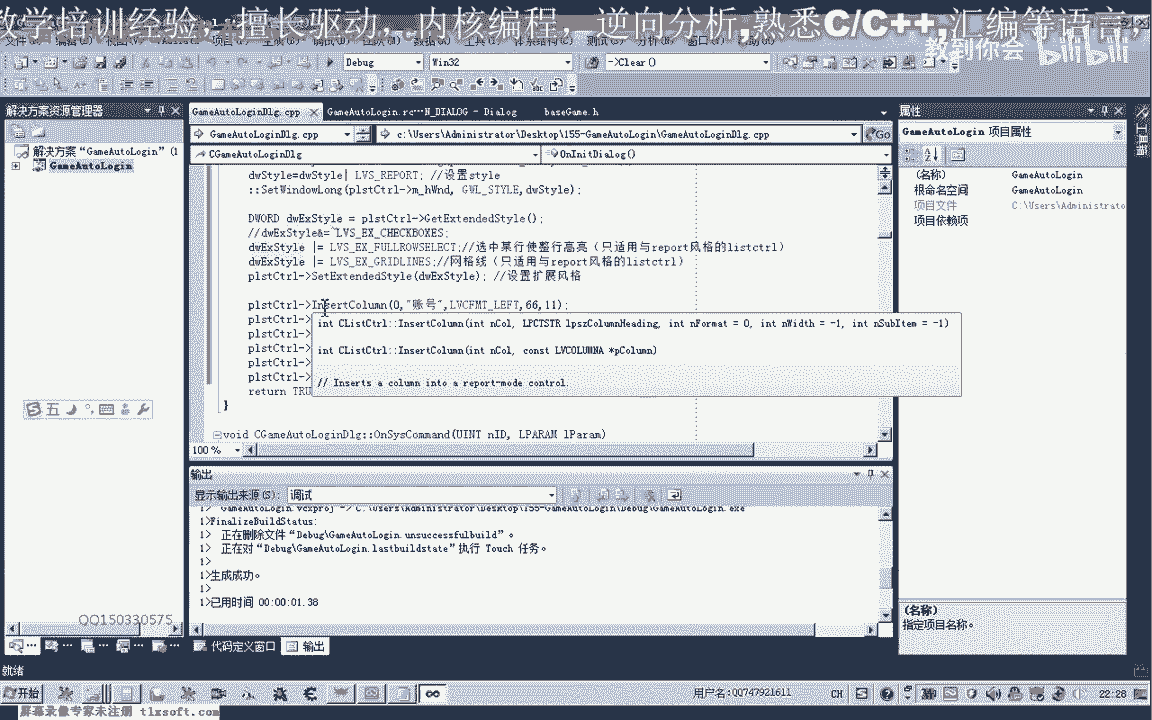 教学培训经验，擅长驱动，内核编程，逆向分析,熟悉C/C++,汇编等语言，
教到你会 bilibili
Debug Win32 ->Clear()
解决方案资源管理器
GameAutoLoginDlg.cpp GameAutoLogin.rc...N_DIALOG - Dialog baseGame.h
属性
GameAutoLoginDlg.cpp c:\Users\Administrator\Desktop\155-GameAutoLogin\GameAutoLoginDlg.cpp Go
GameAutoLogin 项目属性
解决方案“GameAutoLogin” (1
GameAutoLogin
CGameAutoLoginDlg OnInitDialog()
dwStyle=dwStyle| LVS_REPORT; //设置style
::SetWindowLong(plstCtrl->m_hWnd, GWL_STYLE,dwStyle);
DWORD dwExStyle = plstCtrl->GetExtendedStyle();
//dwExStyle&=~LVS_EX_CHECKBOXES;
dwExStyle |= LVS_EX_FULLROWSELECT;//选中某行使整行高亮（只适用与report风格的listctrl）
dwExStyle |= LVS_EX_GRIDLINES;//网格线（只适用与report风格的listctrl）
plstCtrl->SetExtendedStyle(dwExStyle); //设置扩展风格
plstCtrl->InsertColumn(0,"账号",LVCFMT_LEFT,66,11);
plstCtrl->
int CListCtrl::InsertColumn(int nCol, LPCTSTR lpszColumnHeading, int nFormat = 0, int nWidth = -1, int nSubItem = -1)
plstCtrl->
plstCtrl->
int CListCtrl::InsertColumn(int nCol, const LVCOLUMNA *pColumn)
plstCtrl->
plstCtrl->
// Inserts a column into a report-mode control.
return TRU
}
void CGameAutoLoginDlg::OnSysCommand(UINT nID, LPARAM lParam)
100 %
(名称) GameAutoLogin
根命名空间 GameAutoLogin
项目文件 C:\Users\Administrato
项目依赖项
五
输出
显示输出来源(S): 调试
1> GameAutoLogin.vcxproj -> C:\Users\Administrator\Desktop\155-GameAutoLogin\Debug\GameAutoLogin.exe
1>FinalizeBuildStatus:
1> 正在删除文件“Debug\GameAutoLogin.unsuccessfulbuild”。
1> 正在对“Debug\GameAutoLogin.lastbuildstate”执行 Touch 任务。
1>
1>生成成功。
1>
1>已用时间 00:00:01.38
(名称)
指定项目名称。
QQ150330575
代码定义窗口 输出
就绪
开始 用户名:QQ747921611 CH 22:28
屏幕录像专家未注册 tlxsoft.com